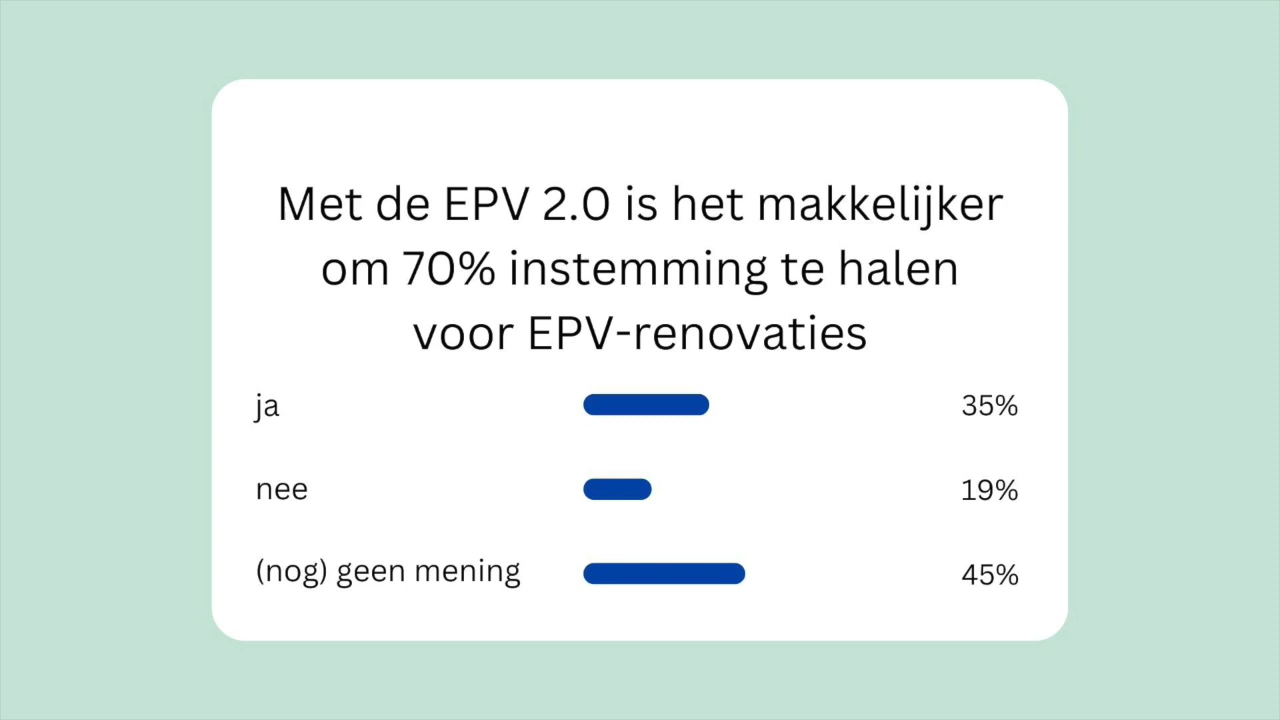 Met de EPV 2.0 is het makkelijker
om 70% instemming te halen
voor EPV-renovaties
ja 35%
nee 19%
(nog) geen mening 45%